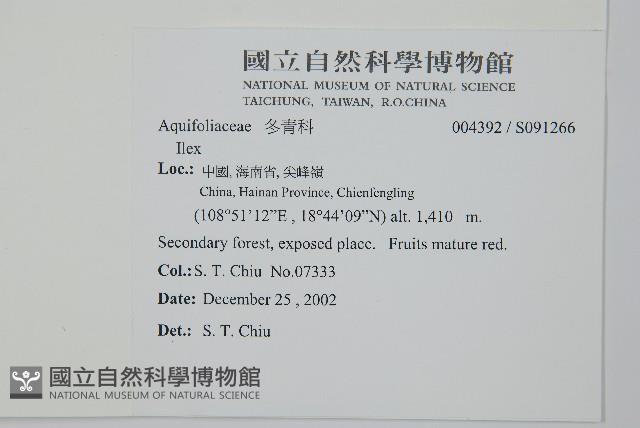 國立自然科學博物館
NATIONAL MUSEUM OF NATURAL SCIENCE
TAICHUNG, TAIWAN, R.O.CHINA
Aquifoliaceae 冬青科 004392 / S091266
Ilex
Loc.: 中國, 海南省, 尖峰嶺
China, Hainan Province, Chienfengling
(108°51’12”E , 18°44’09”N) alt. 1,410 m.
Secondary forest, exposed place. Fruits mature red.
Col.: S. T. Chiu No.07333
Date: December 25 , 2002
Det.: S. T. Chiu
國立自然科學博物館
NATIONAL MUSEUM OF NATURAL SCIENCE